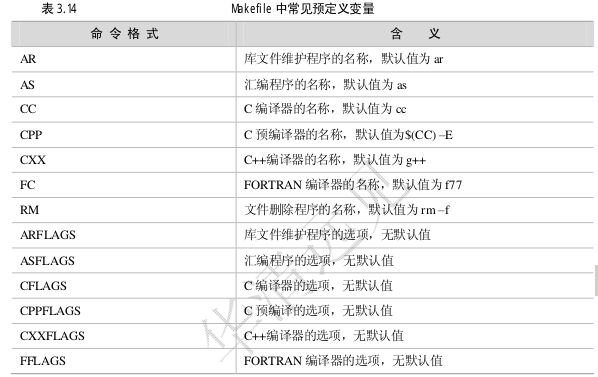 表 3.14 Makefile 中常见预定义变量
命 令 格 式 含 义
AR 库文件维护程序的名称，默认值为 ar
AS 汇编程序的名称，默认值为 as
CC C 编译器的名称，默认值为 cc
CPP C 预编译器的名称，默认值为$(CC) –E
CXX C++编译器的名称，默认值为 g++
FC FORTRAN 编译器的名称，默认值为 f77
RM 文件删除程序的名称，默认值为 rm –f
ARFLAGS 库文件维护程序的选项，无默认值
ASFLAGS 汇编程序的选项，无默认值
CFLAGS C 编译器的选项，无默认值
CPPFLAGS C 预编译的选项，无默认值
CXXFLAGS C++编译器的选项，无默认值
FFLAGS FORTRAN 编译器的选项，无默认值
华清远见